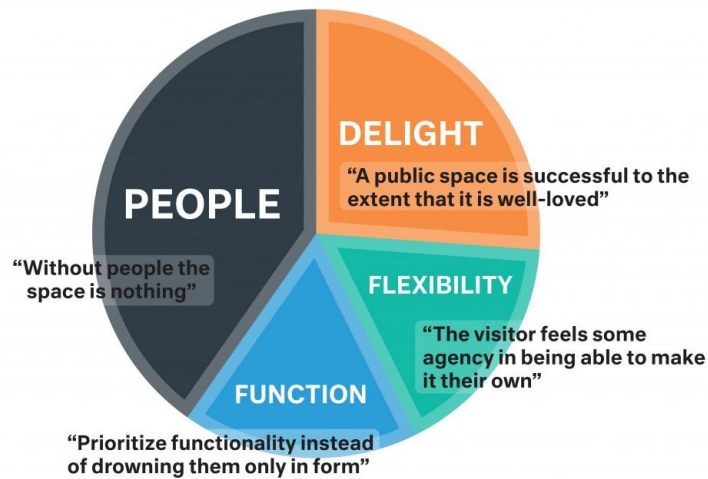 DELIGHT
“A public space is successful to the
extent that it is well-loved”
PEOPLE
“Without people the
space is nothing”
FLEXIBILITY
“The visitor feels some
agency in being able to make
it their own”
FUNCTION
“Prioritize functionality instead
of drowning them only in form”